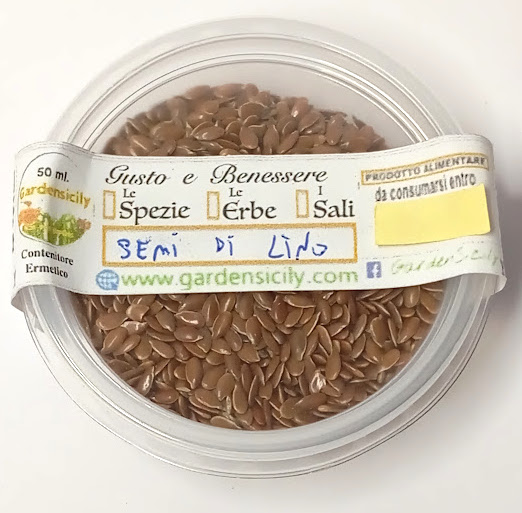 50 ml.
Gardensicily
Contenitore
Ermetico
Gusto e Benessere
Le Spezie
Le Erbe
I Sali
SEMI DI LINO
www.gardensicily.com
PRODOTTO ALIMENTARE
da consumarsi entro
GardenSicily